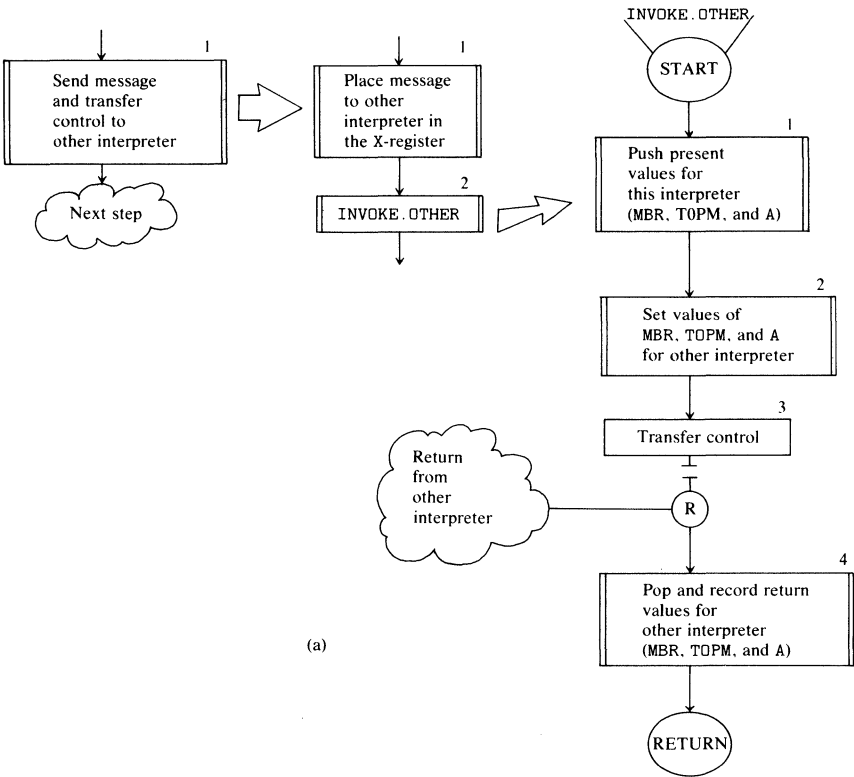 1
Send message
and transfer
control to
other interpreter
Next step
1
Place message
to other
interpreter in
the X-register
2
INVOKE.OTHER
INVOKE.OTHER
START
1
Push present
values for
this interpreter
(MBR, TOPM, and A)
2
Set values of
MBR, TOPM, and A
for other interpreter
3
Transfer control
Return
from
other
interpreter
R
4
Pop and record return
values for
other interpreter
(MBR, TOPM, and A)
(a)
RETURN